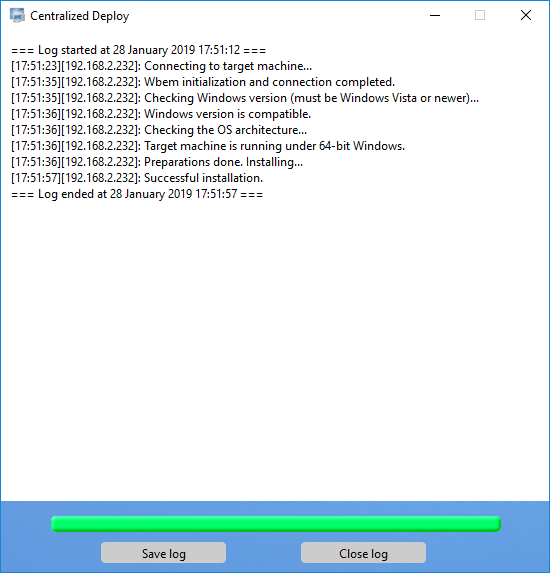 Centralized Deploy
=== Log started at 28 January 2019 17:51:12 ===
[17:51:23][192.168.2.232]: Connecting to target machine...
[17:51:35][192.168.2.232]: Wbem initialization and connection completed.
[17:51:35][192.168.2.232]: Checking Windows version (must be Windows Vista or newer)...
[17:51:36][192.168.2.232]: Windows version is compatible.
[17:51:36][192.168.2.232]: Checking the OS architecture...
[17:51:36][192.168.2.232]: Target machine is running under 64-bit Windows.
[17:51:36][192.168.2.232]: Preparations done. Installing...
[17:51:57][192.168.2.232]: Successful installation.
=== Log ended at 28 January 2019 17:51:57 ===
Save log
Close log